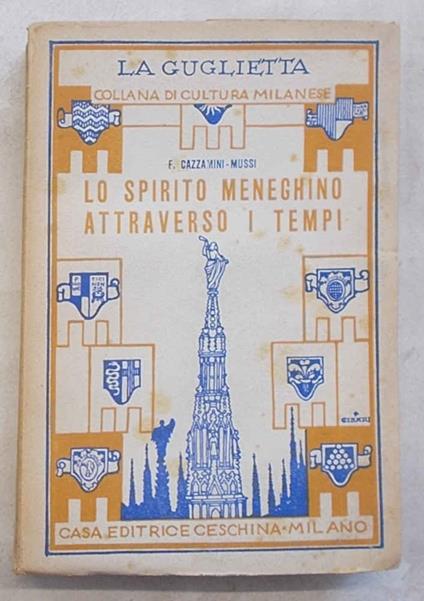 LA GUGLIETTA
COLLANA DI CULTURA MILANESE
F. CAZZAMINI-MUSSI
LO SPIRITO MENEGHINO
ATTRAVERSO I TEMPI
CASA EDITRICE CESCHINA·MILANO